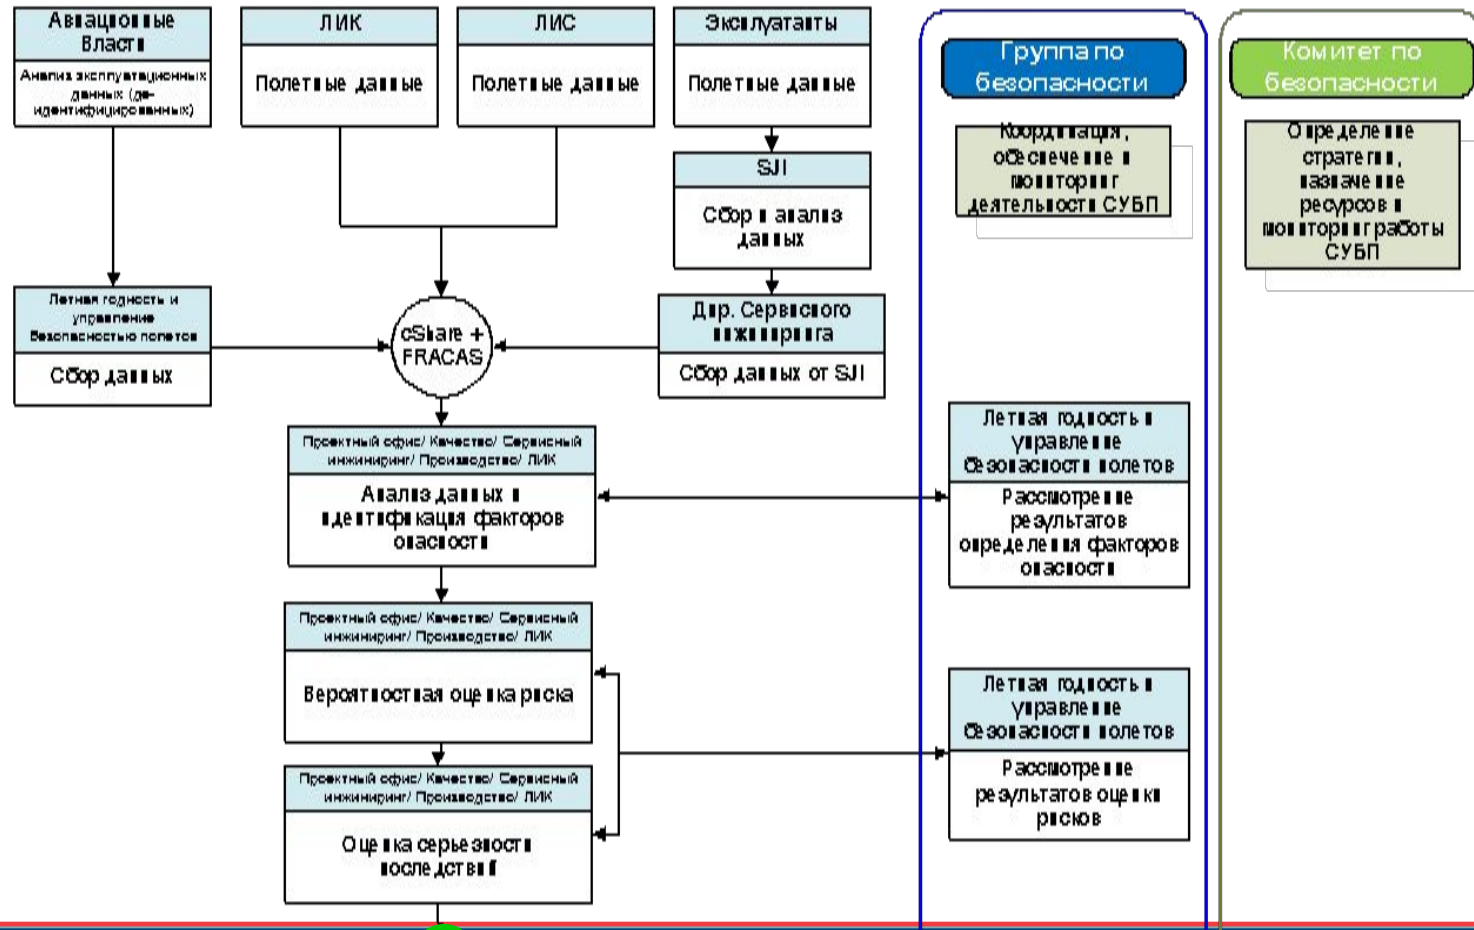 Авиационные
Власти
Анализ эксплуатационных
данных (де-
идентифицированных)
ЛИК
Полетные данные
ЛИС
Полетные данные
Эксплуатанты
Полетные данные
SJI
Сбор и анализ
данных
Летная годность и
управление
безопасностью полетов
Сбор данных
cShare +
FRACAS
Дир. Сервисного
инжиниринга
Сбор данных от SJI
Проектный офис/ Качество/ Сервисный
инжиниринг/ Производство/ ЛИК
Анализ данных и
идентификация факторов
опасности
Проектный офис/ Качество/ Сервисный
инжиниринг/ Производство/ ЛИК
Вероятностная оценка риска
Проектный офис/ Качество/ Сервисный
инжиниринг/ Производство/ ЛИК
Оценка серьезности
последствий
Группа по
безопасности
Координация,
обеспечение и
мониторинг
деятельности СУБП
Летная годность и
управление
безопасности полетов
Рассмотрение
результатов
определения факторов
опасности
Летная годность и
управление
безопасности полетов
Рассмотрение
результатов оценки
рисков
Комитет по
безопасности
Определение
стратегии,
назначение
ресурсов и
мониторинг работы
СУБП